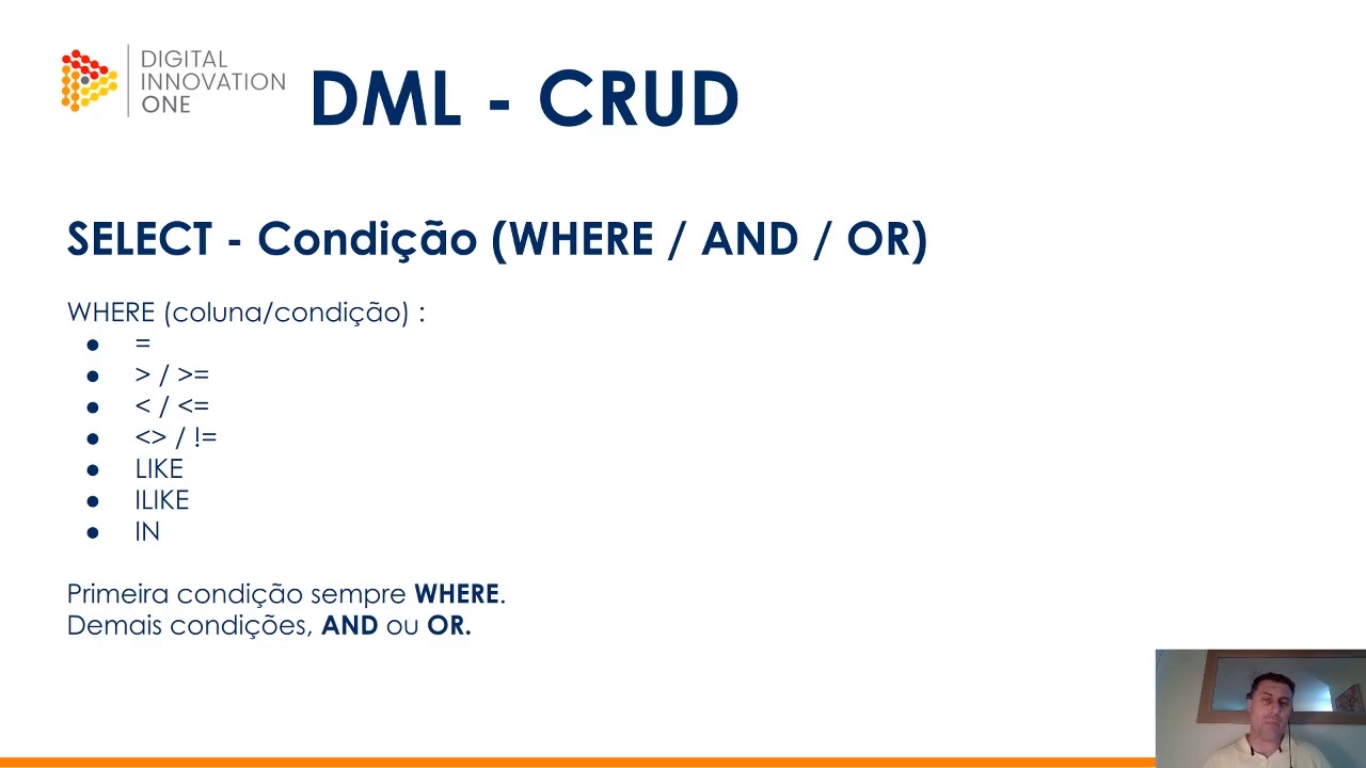 DIGITAL
INNOVATION
ONE
DML - CRUD
SELECT - Condição (WHERE / AND / OR)
WHERE (coluna/condição) :
● =
● > / >=
● < / <=
● <> / !=
● LIKE
● ILIKE
● IN
Primeira condição sempre WHERE.
Demais condições, AND ou OR.